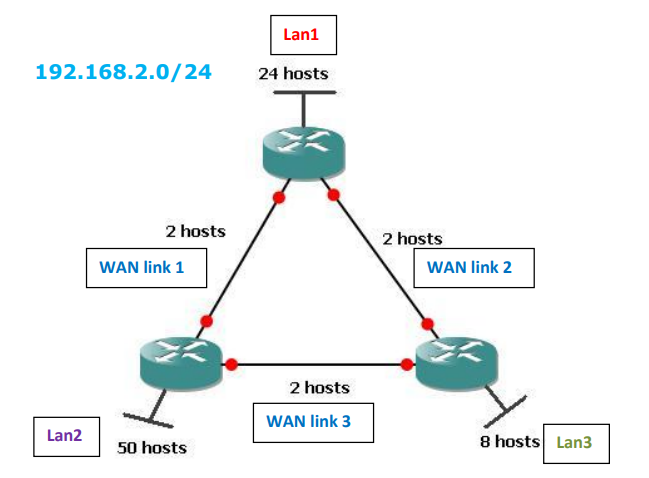 Lan1
192.168.2.0/24
24 hosts
2 hosts
2 hosts
WAN link 1
WAN link 2
2 hosts
WAN link 3
Lan2
50 hosts
8 hosts
Lan3